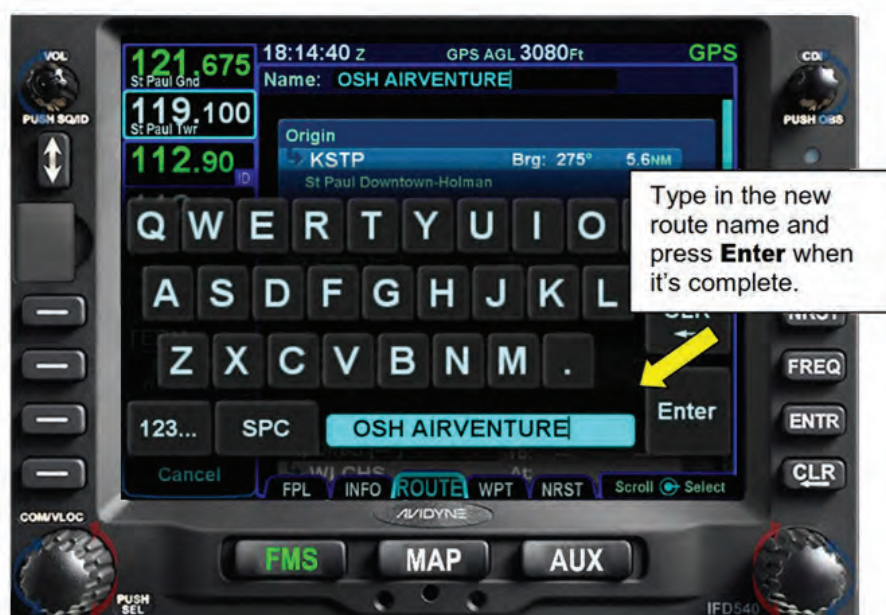 VOL
PUSH SQ/ID
121.675
St Paul Gnd
119.100
St Paul Twr
112.90
ID
18:14:40 Z GPS AGL 3080FT GPS
Name: OSH AIRVENTURE
CDI
PUSH OBS
Origin
KSTP Brg: 275° 5.6NM
St Paul Downtown-Holman
Type in the new
route name and
press Enter when
it's complete.
Q W E R T Y U I O
A S D F G H J K L
CLR
NRST
Z X C V B N M .
FREQ
123... SPC OSH AIRVENTURE Enter
ENTR
Cancel
CLR
FPL INFO ROUTE WPT NRST Scroll Select
AVIDYNE
COM/VLOC
PUSH
SEL
FMS MAP AUX
IFD540